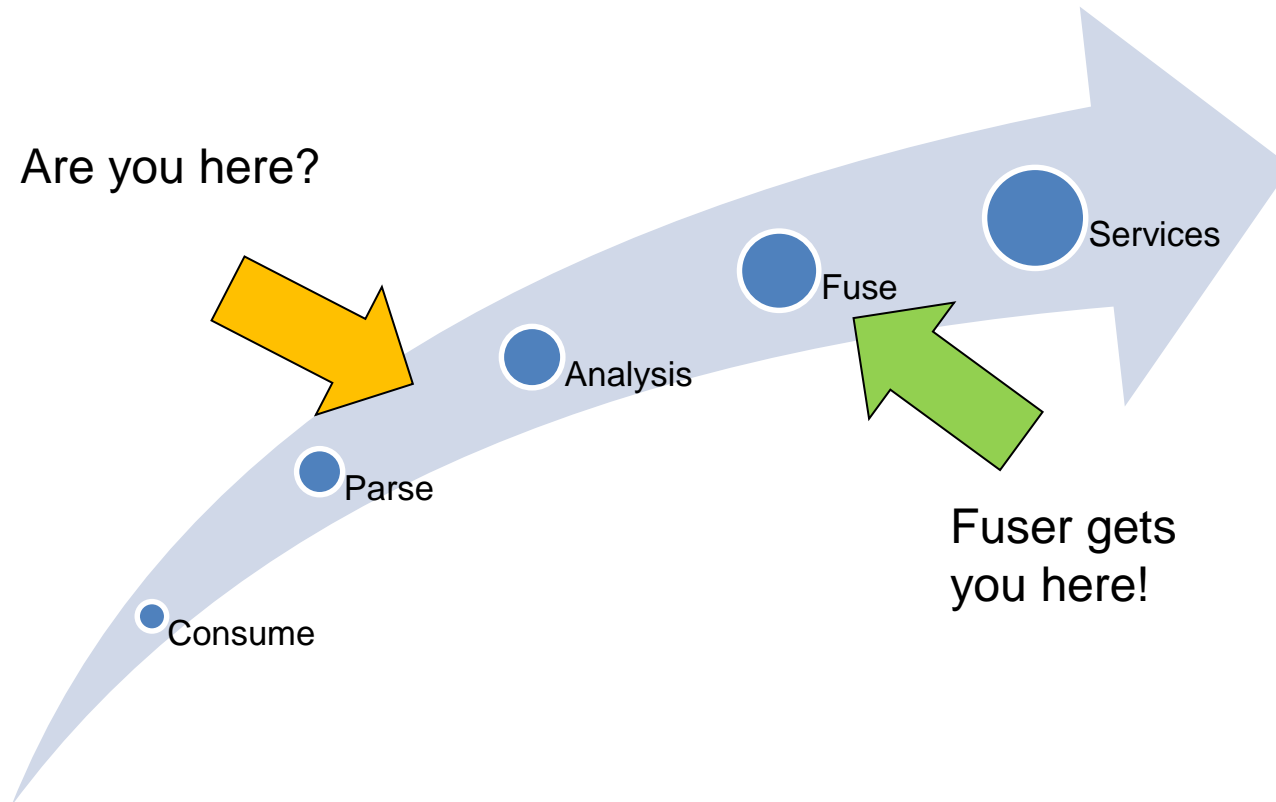 Are you here?
Services
Fuse
Analysis
Parse
Fuser gets
you here!
Consume